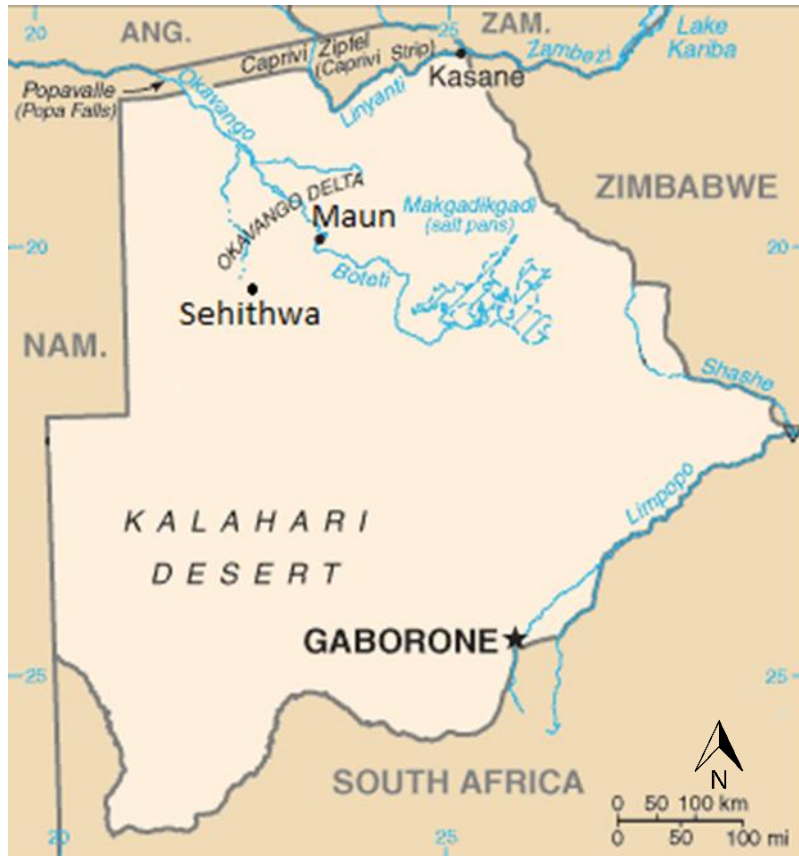 20
ANG.
25
ZAM.
Lake
Kariba
Caprivi Zipfel
(Caprivi Strip)
Zambezi
Kasane
Popavalle
(Popa Falls)
Okavango
Linyanti
ZIMBABWE
OKAVANGO DELTA
Maun
Makgadikgadi
(salt pans)
20
20
Boteti
Sehithwa
NAM.
Shashe
KALAHARI
DESERT
Limpopo
GABORONE
25
25
N
SOUTH AFRICA
0 50 100 km
0 50 100 mi
20
25